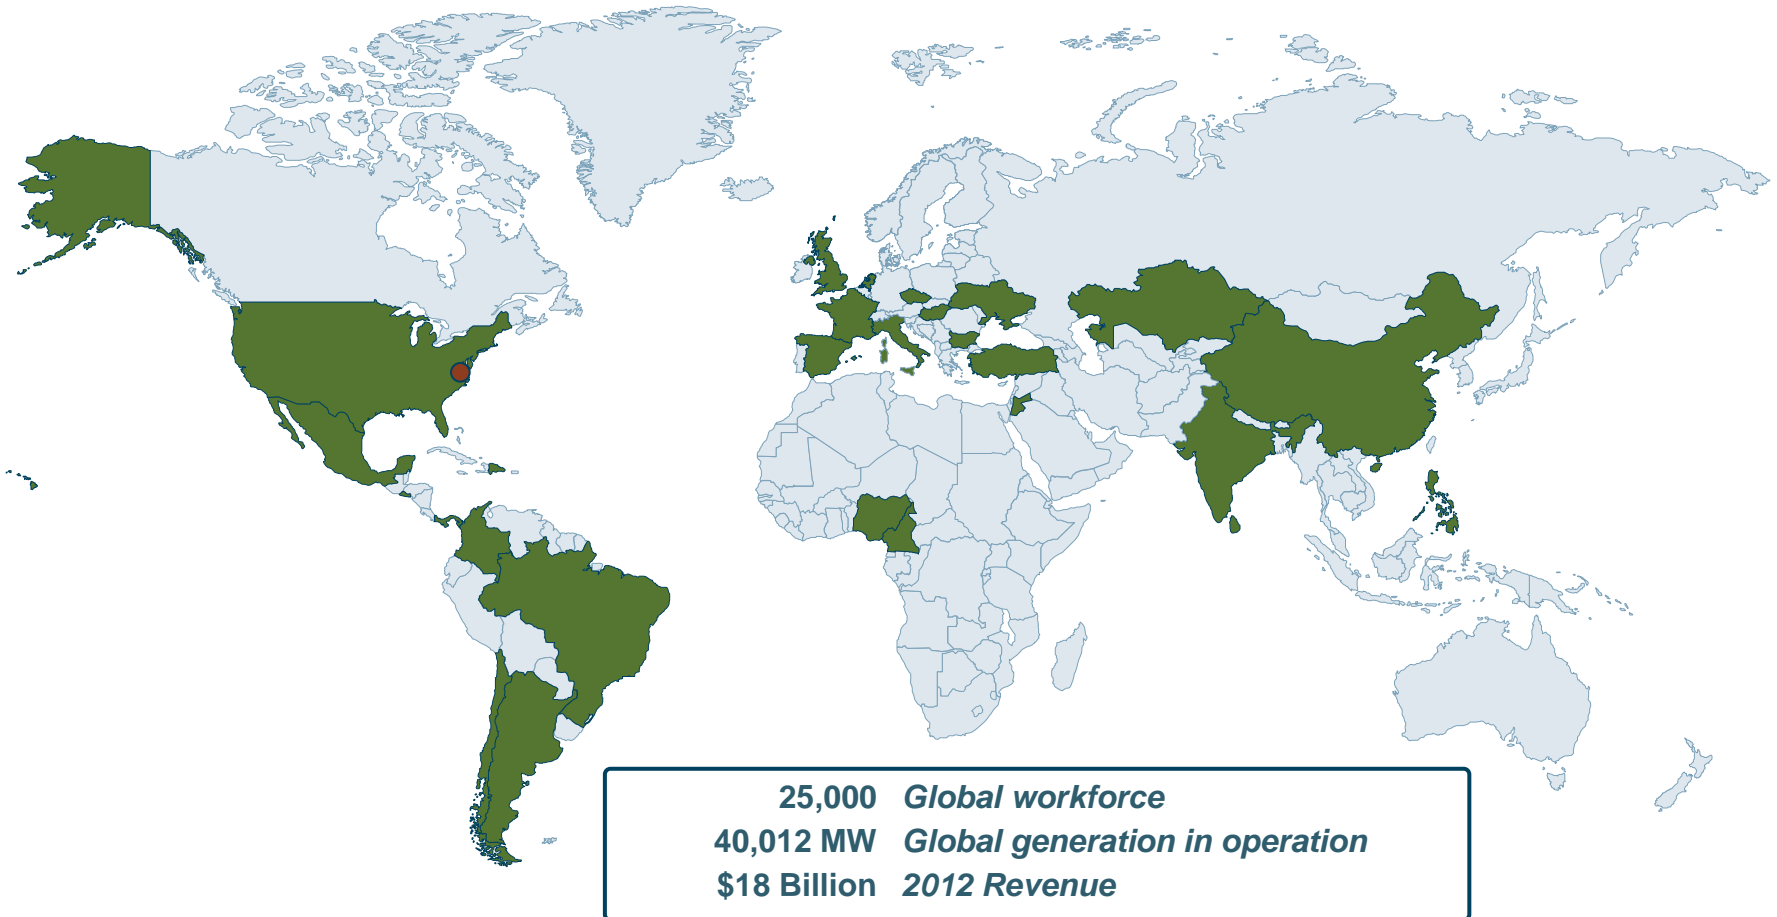 25,000 Global workforce
40,012 MW Global generation in operation
$18 Billion 2012 Revenue